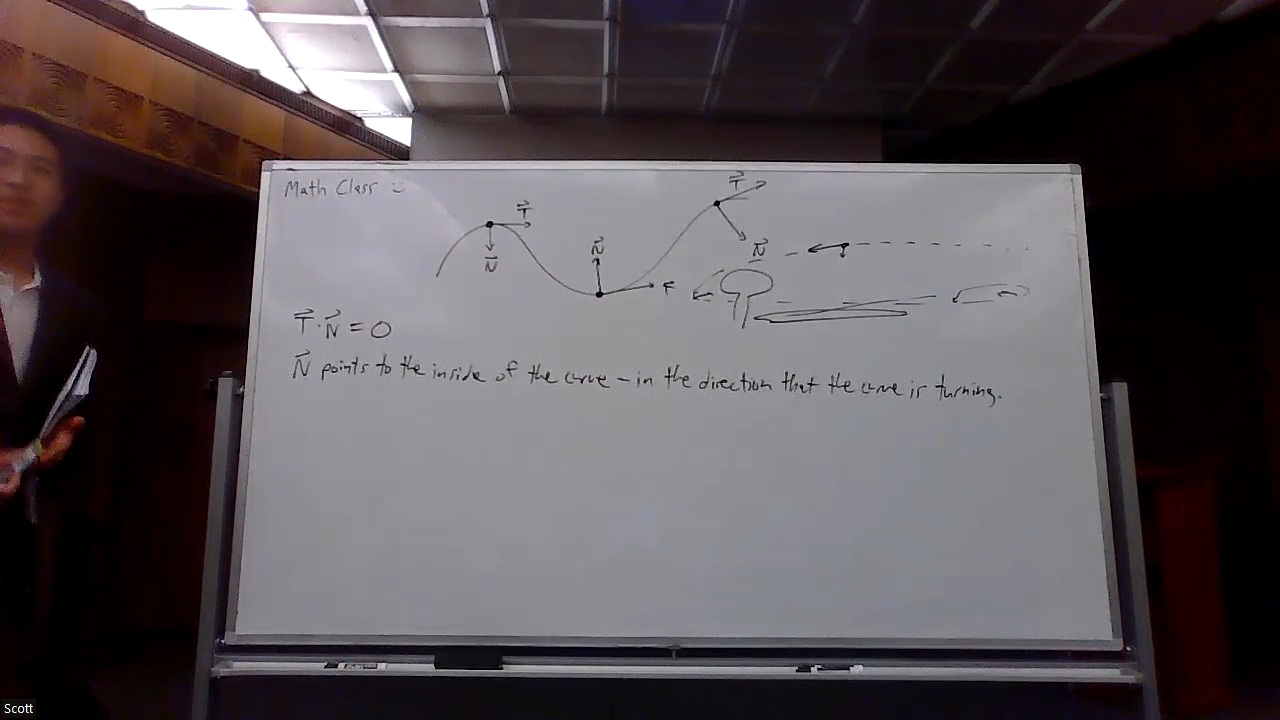 Math Class :-
T
T
N
N
N
T
T·N = 0
N points to the inside of the curve – in the direction that the curve is turning.
Scott